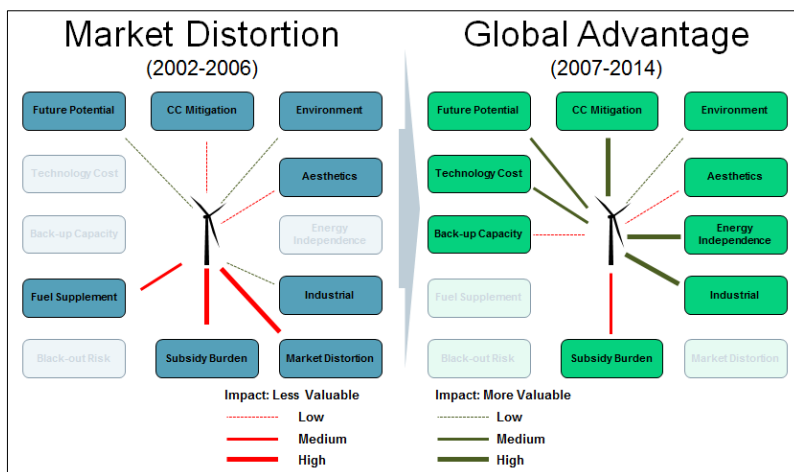 Market Distortion
(2002-2006)
Future Potential
CC Mitigation
Environment
Technology Cost
Aesthetics
Back-up Capacity
Energy
Independence
Fuel Supplement
Industrial
Black-out Risk
Subsidy Burden
Market Distortion
Impact: Less Valuable
Low
Medium
High
Global Advantage
(2007-2014)
Future Potential
CC Mitigation
Environment
Technology Cost
Aesthetics
Back-up Capacity
Energy
Independence
Fuel Supplement
Industrial
Black-out Risk
Subsidy Burden
Market Distortion
Impact: More Valuable
Low
Medium
High